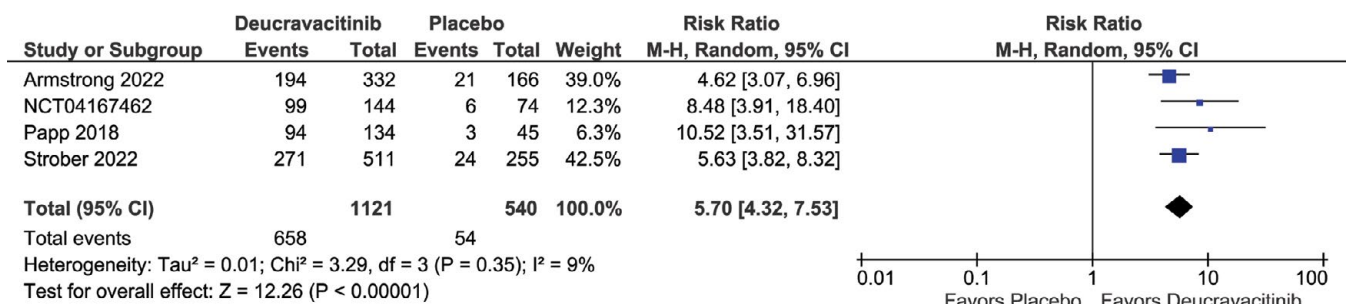 Deucravacitinib Placebo Risk Ratio Risk Ratio
Study or Subgroup Events Total Events Total Weight M-H, Random, 95% CI M-H, Random, 95% CI
Armstrong 2022 194 332 21 166 39.0% 4.62 [3.07, 6.96]
NCT04167462 99 144 6 74 12.3% 8.48 [3.91, 18.40]
Papp 2018 94 134 3 45 6.3% 10.52 [3.51, 31.57]
Strober 2022 271 511 24 255 42.5% 5.63 [3.82, 8.32]
Total (95% CI) 1121 540 100.0% 5.70 [4.32, 7.53]
Total events 658 54
Heterogeneity: Tau² = 0.01; Chi² = 3.29, df = 3 (P = 0.35); I² = 9%
Test for overall effect: Z = 12.26 (P < 0.00001)
0.01 0.1 1 10 100
Favors Placebo Favors Deucravacitinib